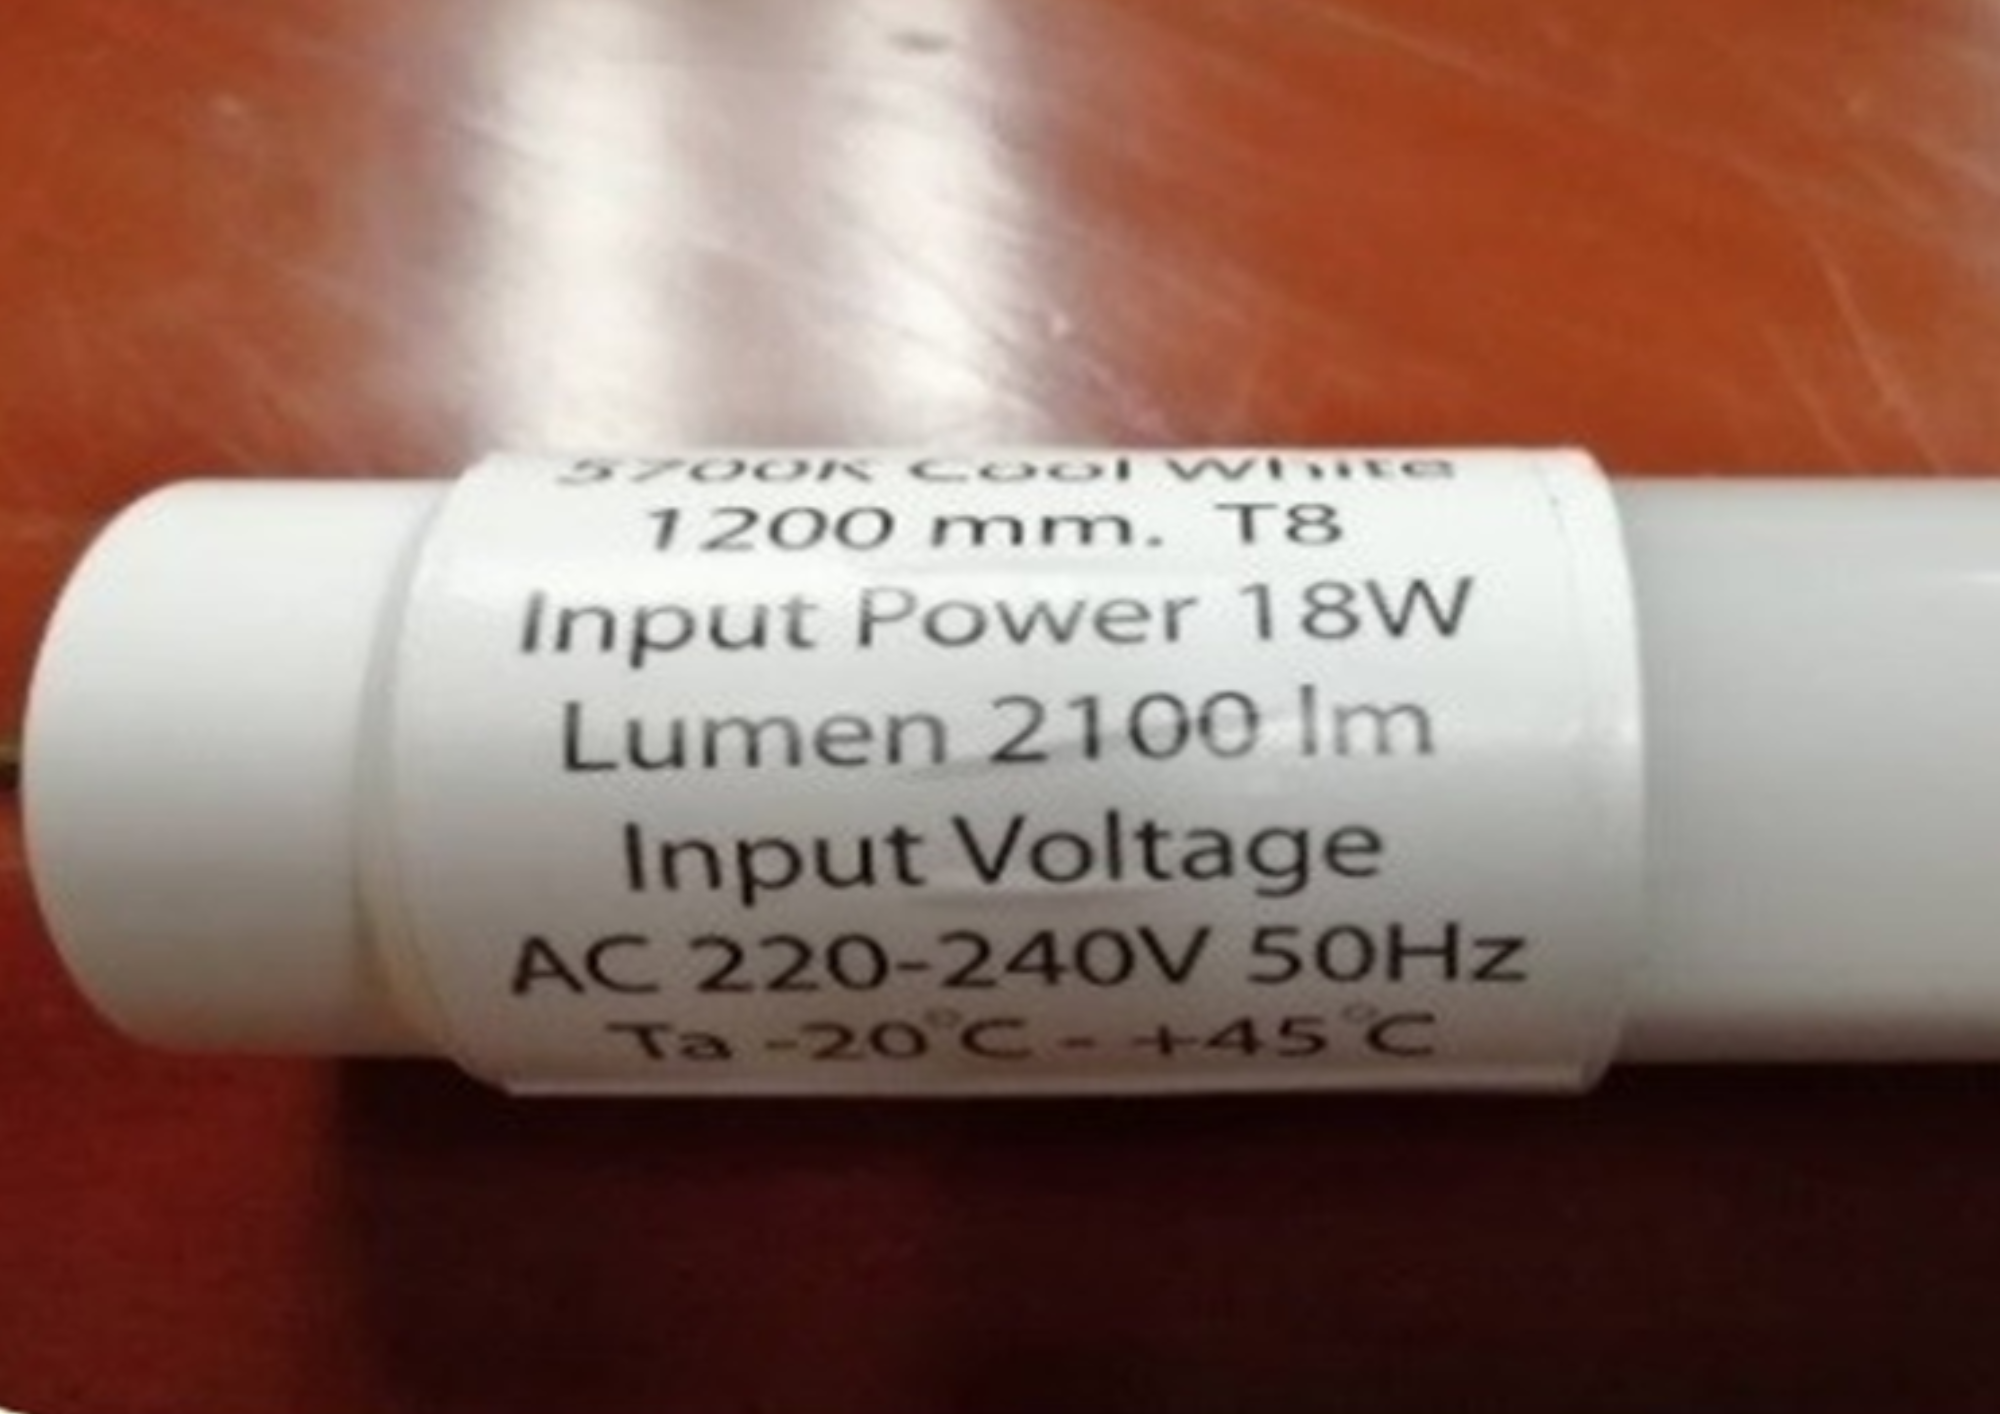 5700K Cool White
1200 mm. T8
Input Power 18W
Lumen 2100 lm
Input Voltage
AC 220-240V 50Hz
Ta -20°C - +45°C